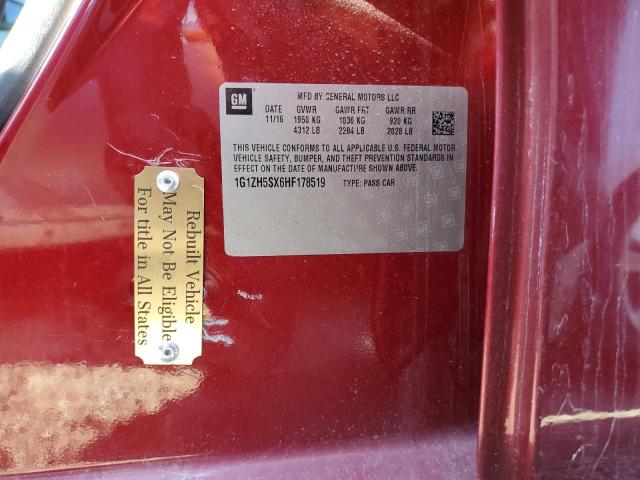 GM
MFD BY GENERAL MOTORS LLC
DATE GVWR GAWR FRT GAWR RR
11/16 1956 KG 1036 KG 920 KG
4312 LB 2284 LB 2028 LB
THIS VEHICLE CONFORMS TO ALL APPLICABLE U.S. FEDERAL MOTOR
VEHICLE SAFETY, BUMPER, AND THEFT PREVENTION STANDARDS IN
EFFECT ON THE DATE OF MANUFACTURE SHOWN ABOVE.
1G1ZH5SX6HF178519 TYPE: PASS CAR
Rebuilt Vehicle
May Not Be Eligible
For title in All States